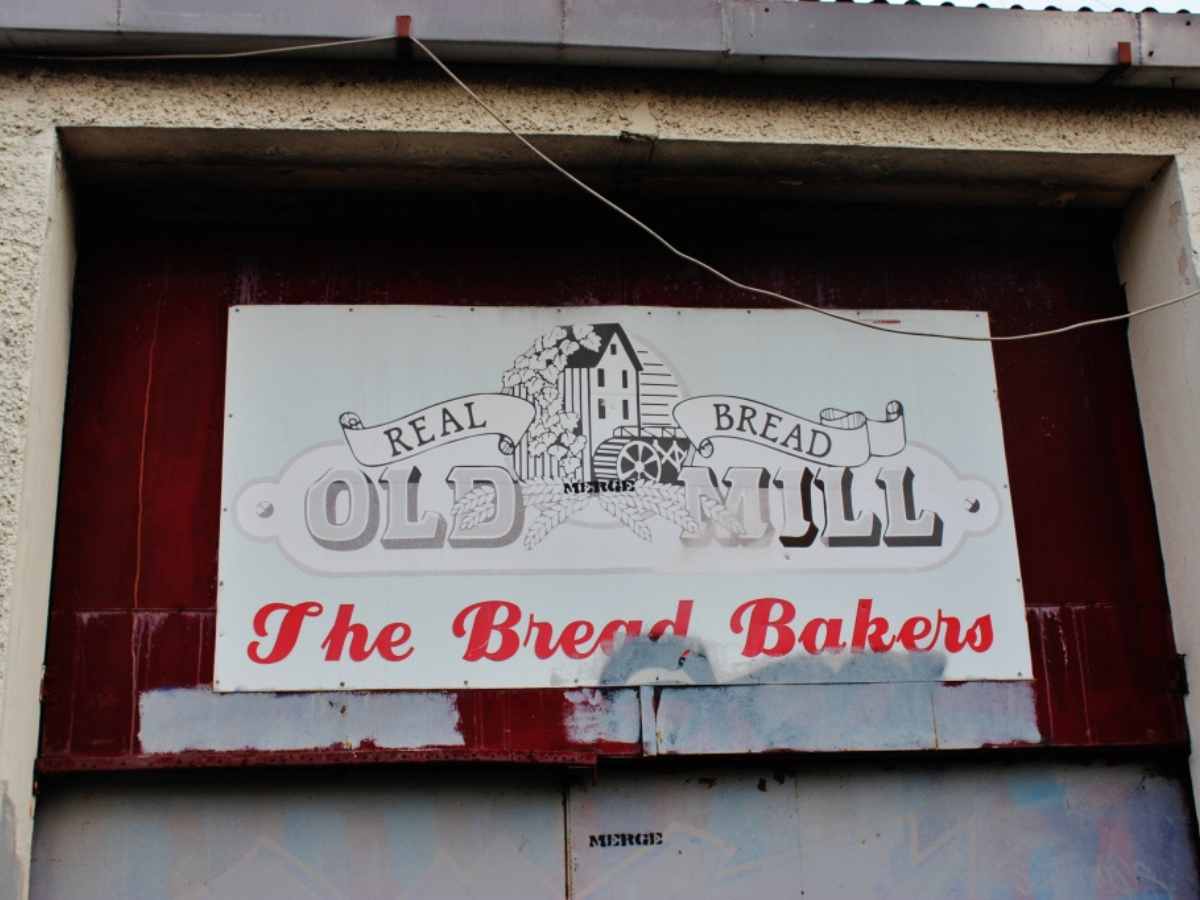 REAL BREAD
MERGE
OLD MILL
The Bread Bakers
MERGE